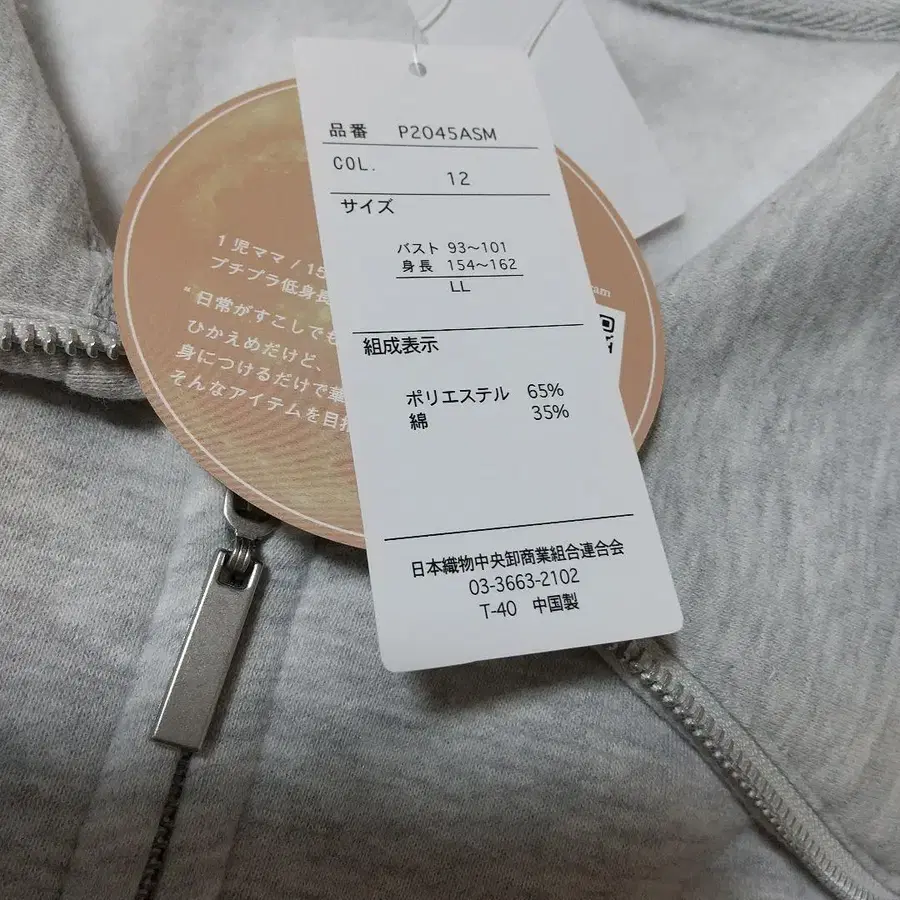 品番 P2045ASM
COL. 12
サイズ
バスト 93～101
身長 154～162
LL
組成表示
ポリエステル 65%
綿 35%
日本織物中央卸商業組合連合会
03-3663-2102
T-40 中国製
1児ママ / 15
プチプラ低身長
"日常がすこしでも
ひかえめだけど、
身につけるだけで華
そんなアイテムを目指
am